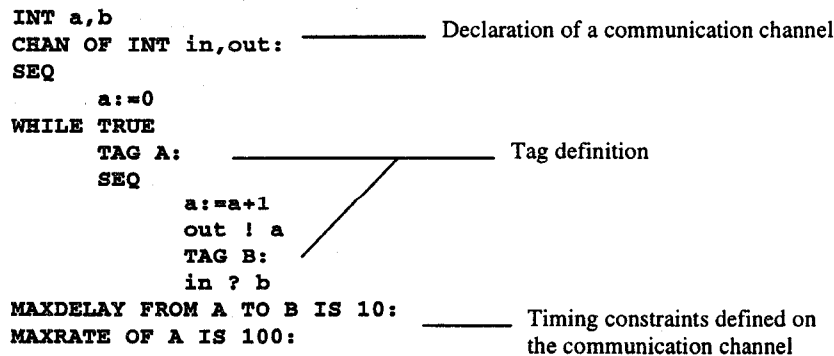 INT a,b
CHAN OF INT in,out: Declaration of a communication channel
SEQ
a:=0
WHILE TRUE
TAG A: Tag definition
SEQ
a:=a+1
out ! a
TAG B:
in ? b
MAXDELAY FROM A TO B IS 10:
MAXRATE OF A IS 100: Timing constraints defined on
the communication channel